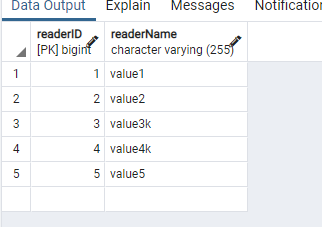 Data Output Explain Messages Notification
readerID readerName
[PK] bigint character varying (255)
1 1 value1
2 2 value2
3 3 value3k
4 4 value4k
5 5 value5